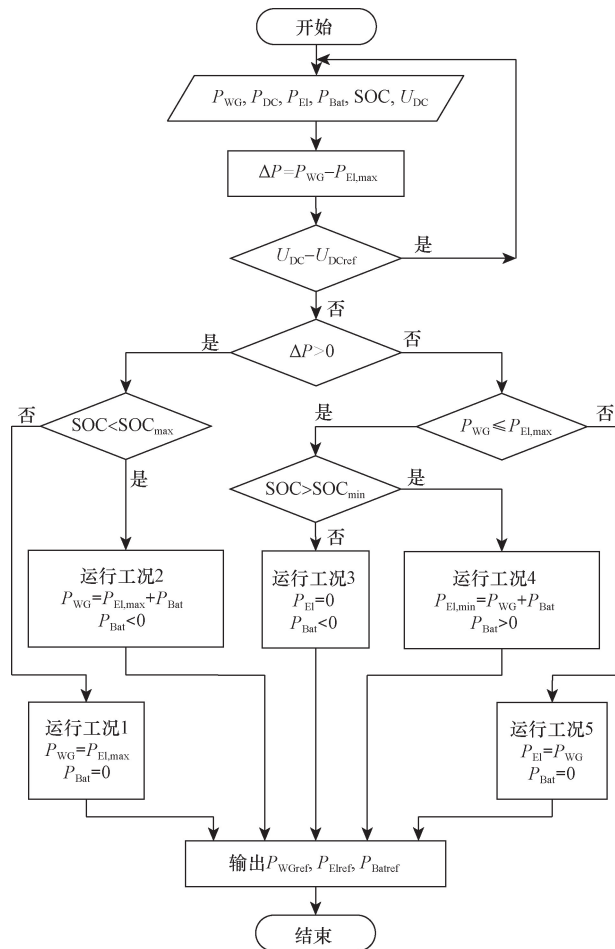 开始
P_WG, P_DC, P_El, P_Bat, SOC, U_DC
ΔP=P_WG−P_El,max
U_DC−U_DCref
是
否
ΔP>0
是
否
SOC<SOC_max
否
是
P_WG≤P_El,max
是
否
SOC>SOC_min
是
否
运行工况2
P_WG=P_El,max+P_Bat
P_Bat<0
运行工况3
P_El=0
P_Bat<0
运行工况4
P_El,min=P_WG+P_Bat
P_Bat>0
运行工况1
P_WG=P_El,max
P_Bat=0
运行工况5
P_El=P_WG
P_Bat=0
输出P_WGref, P_Elref, P_Batref
结束